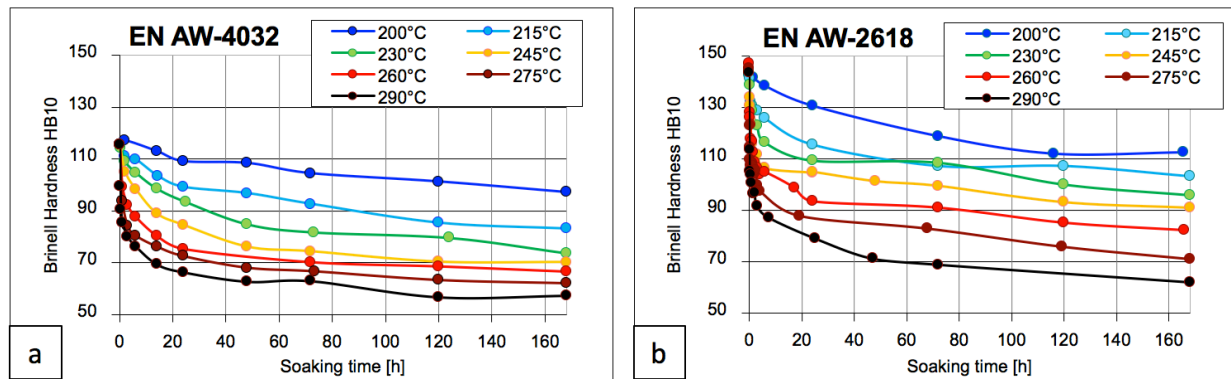 EN AW-4032
200°C 215°C
230°C 245°C
260°C 275°C
290°C
Brinell Hardness HB10
150
130
110
90
70
50
0 20 40 60 80 100 120 140 160
Soaking time [h]
a
EN AW-2618
200°C 215°C
230°C 245°C
260°C 275°C
290°C
Brinell Hardness HB10
150
130
110
90
70
50
0 20 40 60 80 100 120 140 160
Soaking time [h]
b